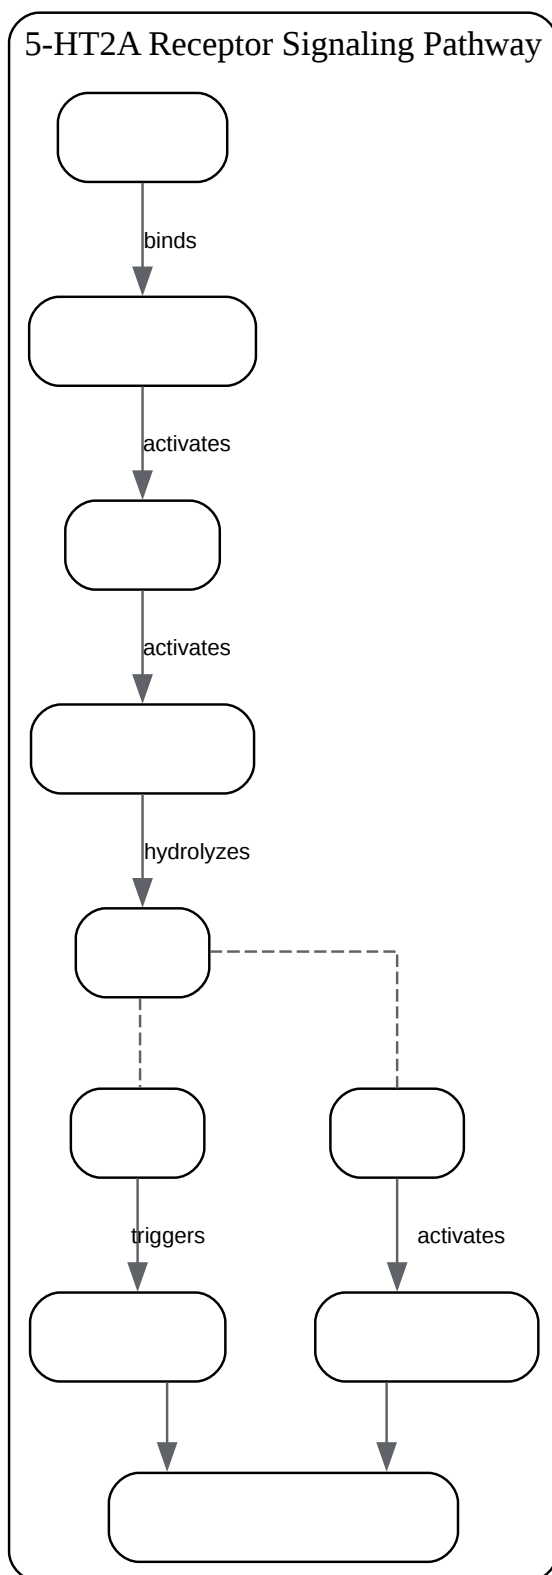 5-HT2A Receptor Signaling Pathway
binds
activates
activates
hydrolyzes
triggers
activates